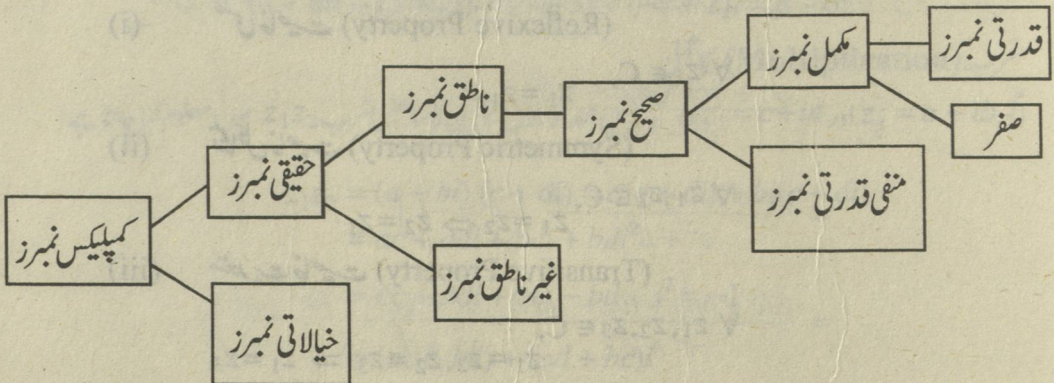 قدرتی نمبرز
مکمل نمبرز
صفر
ناطق نمبرز
صحیح نمبرز
منفی قدرتی نمبرز
حقیقی نمبرز
کمپلیکس نمبرز
غیر ناطق نمبرز
خیالاتی نمبرز